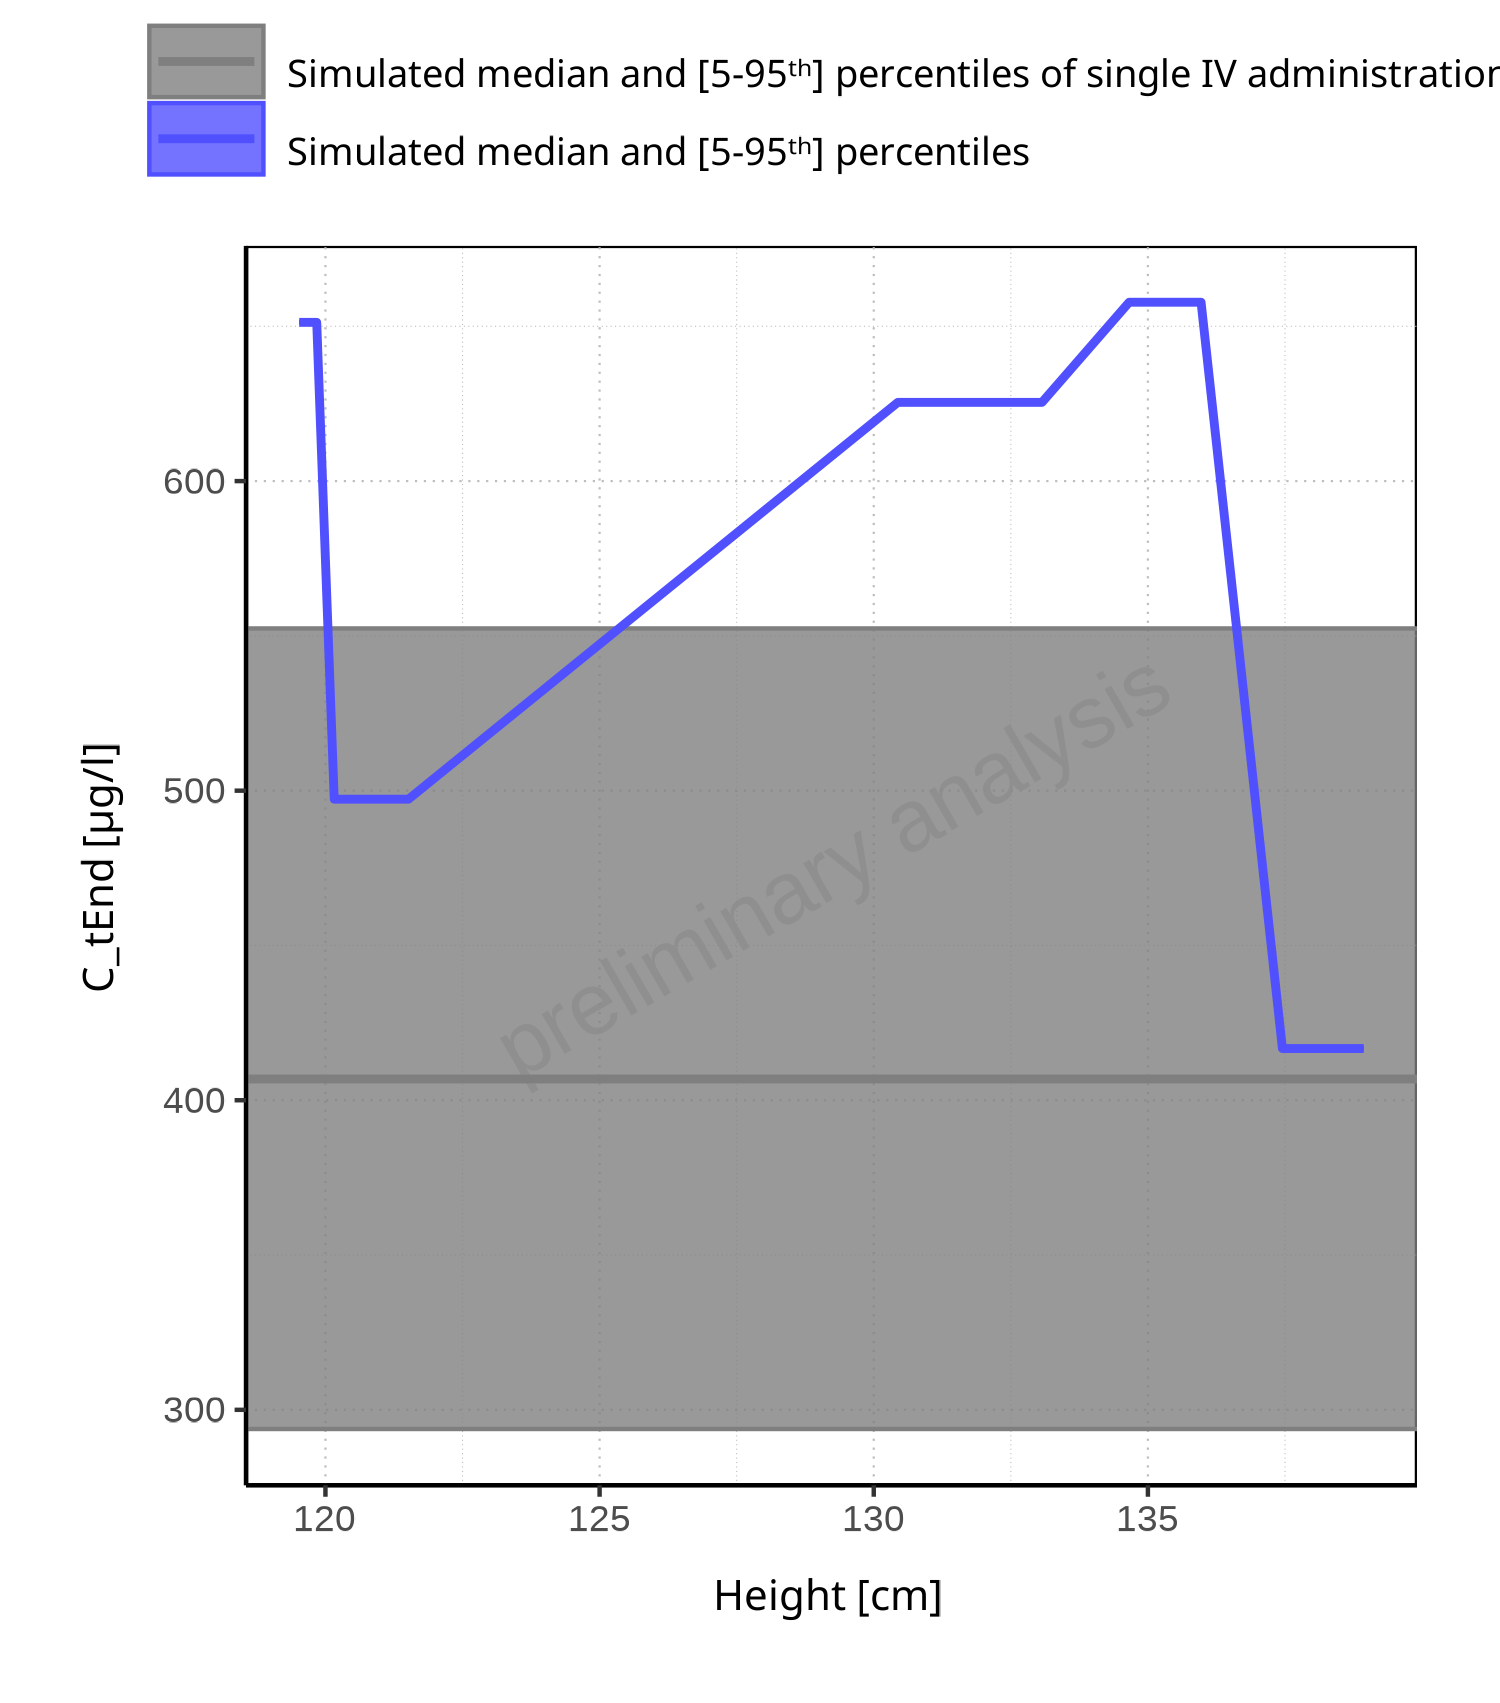 Simulated median and [5-95th] percentiles of single IV administration
Simulated median and [5-95th] percentiles
C_tEnd [µg/l]
600
500
400
300
preliminary analysis
120 125 130 135
Height [cm]